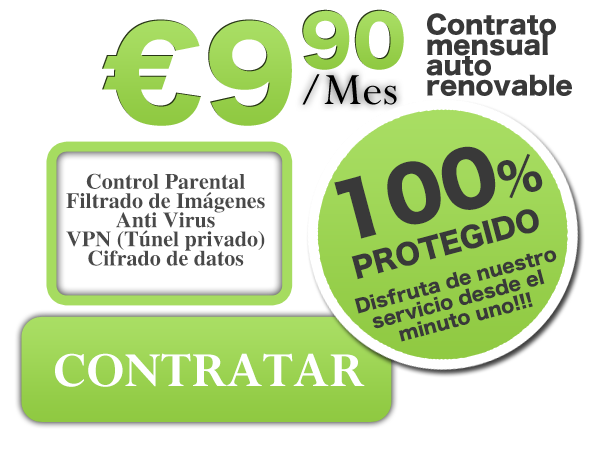 €9 90
/Mes
Contrato
mensual
auto
renovable
Control Parental
Filtrado de Imágenes
Anti Virus
VPN (Túnel privado)
Cifrado de datos
100%
PROTEGIDO
Disfruta de nuestro
servicio desde el
minuto uno!!!
CONTRATAR